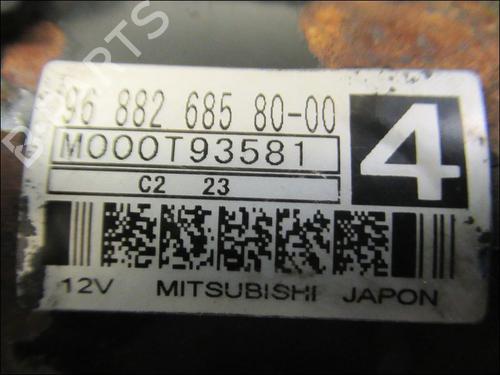 96 882 685 80-00
M000T93581
4
C2 23
12V MITSUBISHI JAPON